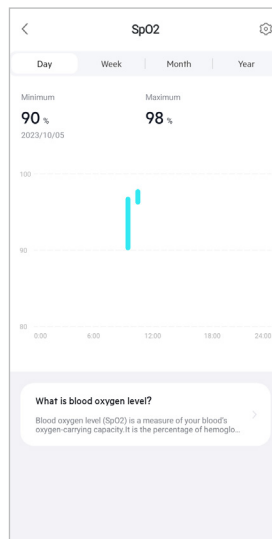 SpO2
Day Week Month Year
Minimum Maximum
90 % 98 %
2023/10/05
100
90
80
0:00 6:00 12:00 18:00 24:00
What is blood oxygen level?
Blood oxygen level (SpO2) is a measure of your blood's
oxygen-carrying capacity. It is the percentage of hemoglo...